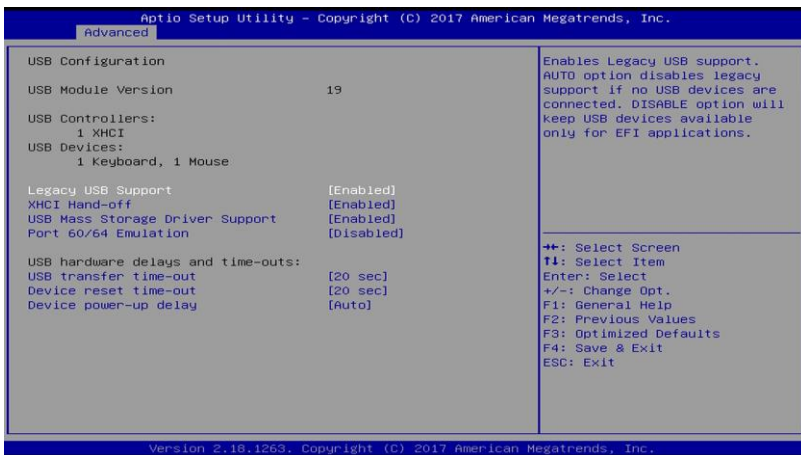 Aptio Setup Utility – Copyright (C) 2017 American Megatrends, Inc.
Advanced
USB Configuration
USB Module Version 19
USB Controllers:
1 XHCI
USB Devices:
1 Keyboard, 1 Mouse
Legacy USB Support [Enabled]
XHCI Hand-off [Enabled]
USB Mass Storage Driver Support [Enabled]
Port 60/64 Emulation [Disabled]
USB hardware delays and time-outs:
USB transfer time-out [20 sec]
Device reset time-out [20 sec]
Device power-up delay [Auto]
Enables Legacy USB support.
AUTO option disables legacy
support if no USB devices are
connected. DISABLE option will
keep USB devices available
only for EFI applications.
→←: Select Screen
↑↓: Select Item
Enter: Select
+/-: Change Opt.
F1: General Help
F2: Previous Values
F3: Optimized Defaults
F4: Save & Exit
ESC: Exit
Version 2.18.1263. Copyright (C) 2017 American Megatrends, Inc.